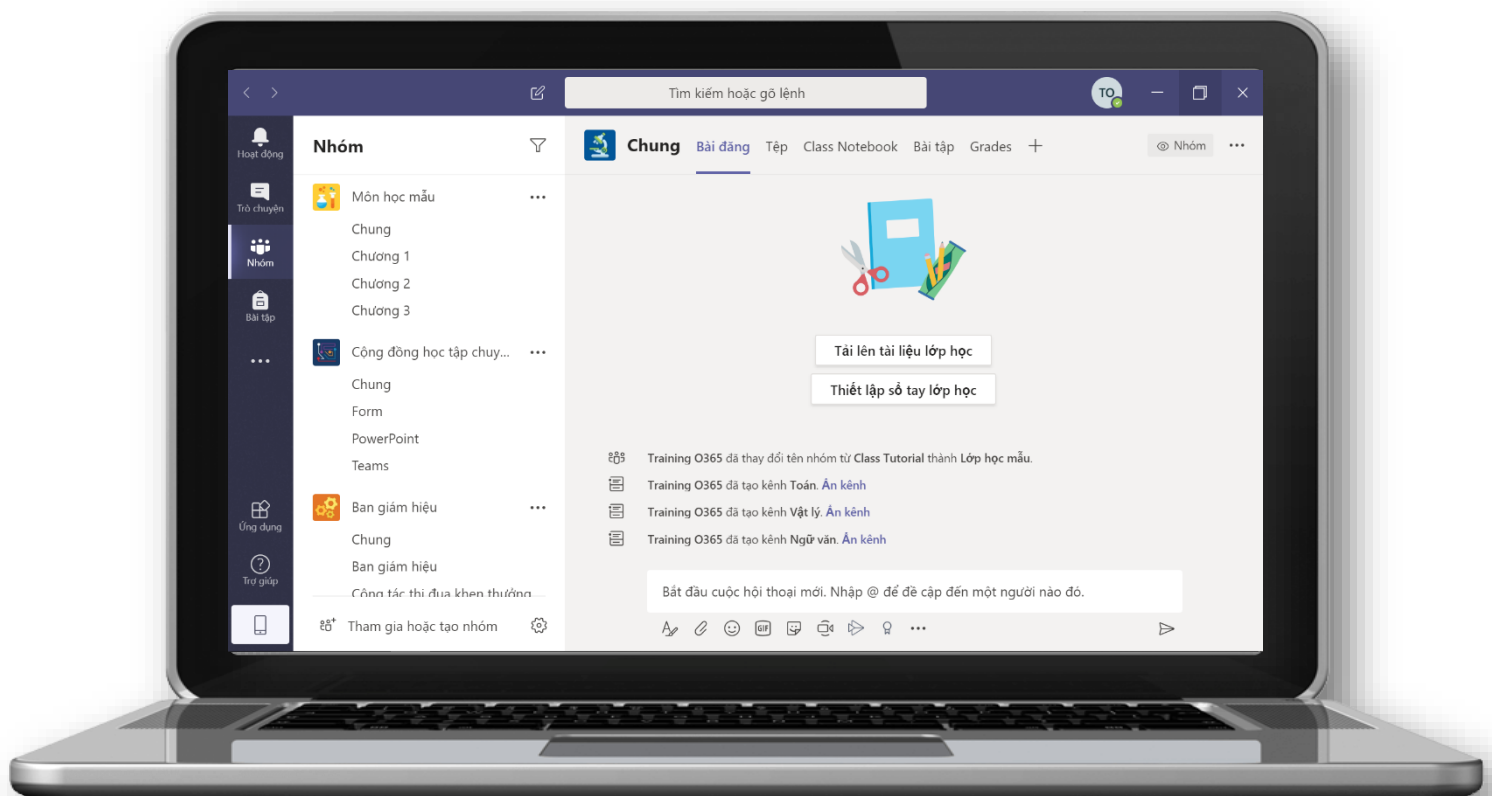 Tìm kiếm hoặc gõ lệnh
TO
Hoạt động
Trò chuyện
Nhóm
Bài tập
Ứng dụng
Trợ giúp
Nhóm
Môn học mẫu
Chung
Chương 1
Chương 2
Chương 3
Cộng đồng học tập chuy...
Chung
Form
PowerPoint
Teams
Ban giám hiệu
Chung
Ban giám hiệu
Công tác thi đua khen thưởng
Tham gia hoặc tạo nhóm
Chung Bài đăng Tệp Class Notebook Bài tập Grades
Nhóm
Tải lên tài liệu lớp học
Thiết lập sổ tay lớp học
Training O365 đã thay đổi tên nhóm từ Class Tutorial thành Lớp học mẫu.
Training O365 đã tạo kênh Toán. Ẩn kênh
Training O365 đã tạo kênh Vật lý. Ẩn kênh
Training O365 đã tạo kênh Ngữ văn. Ẩn kênh
Bắt đầu cuộc hội thoại mới. Nhập @ để đề cập đến một người nào đó.
GIF